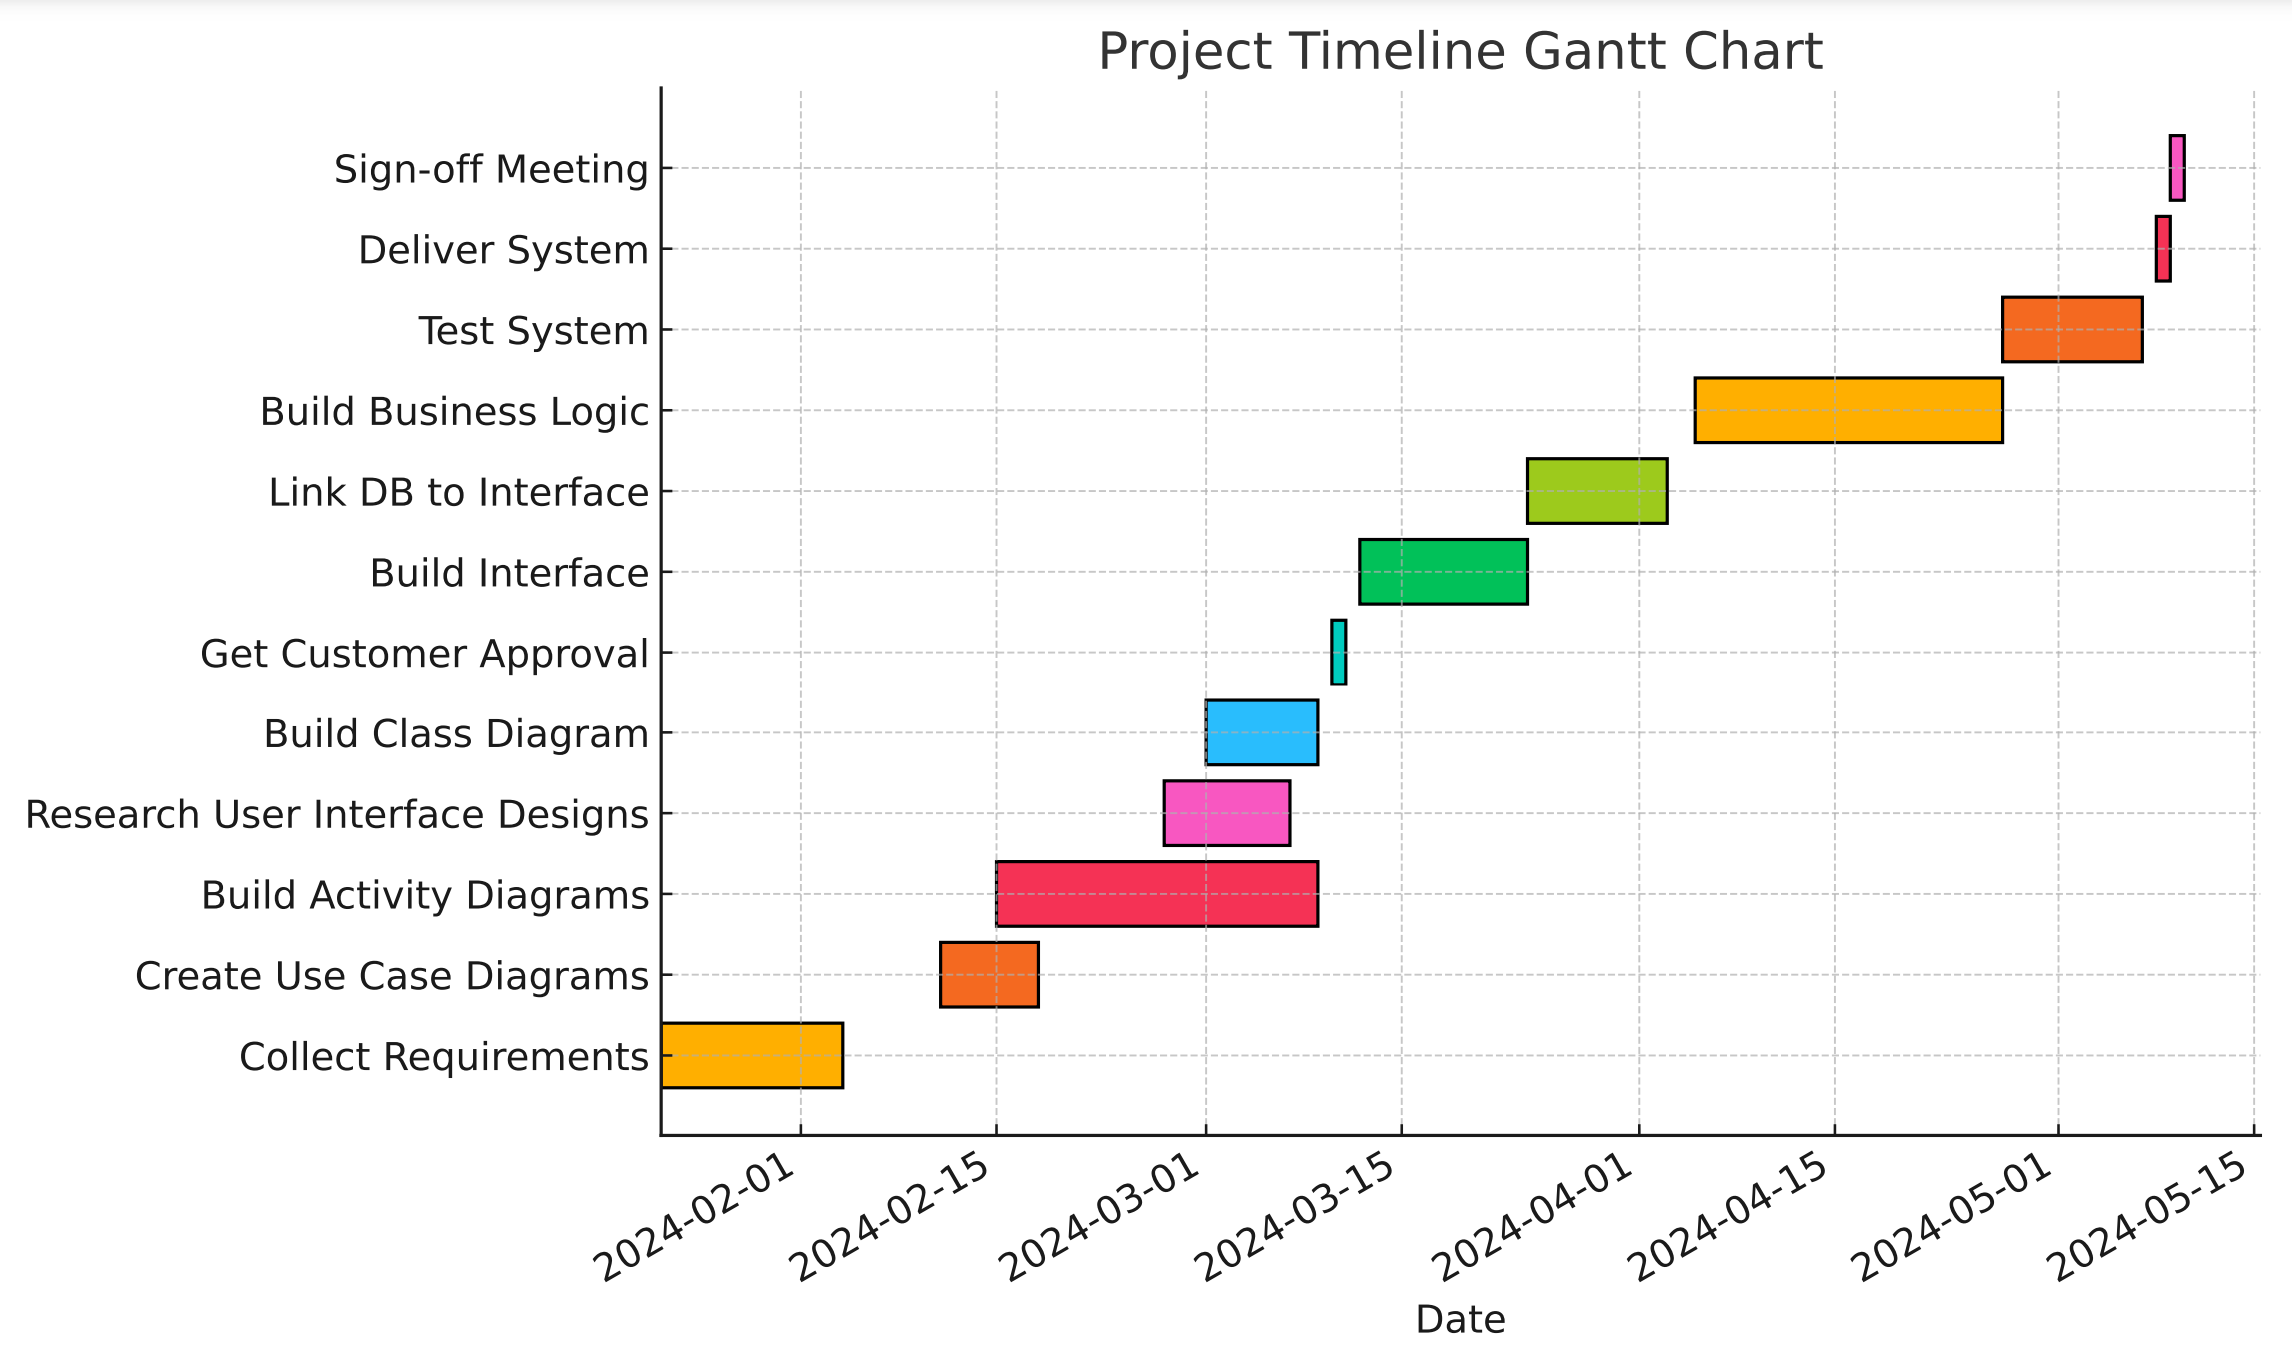 Project Timeline Gantt Chart
Sign-off Meeting
Deliver System
Test System
Build Business Logic
Link DB to Interface
Build Interface
Get Customer Approval
Build Class Diagram
Research User Interface Designs
Build Activity Diagrams
Create Use Case Diagrams
Collect Requirements
2024-02-01
2024-02-15
2024-03-01
2024-03-15
2024-04-01
2024-04-15
2024-05-01
2024-05-15
Date